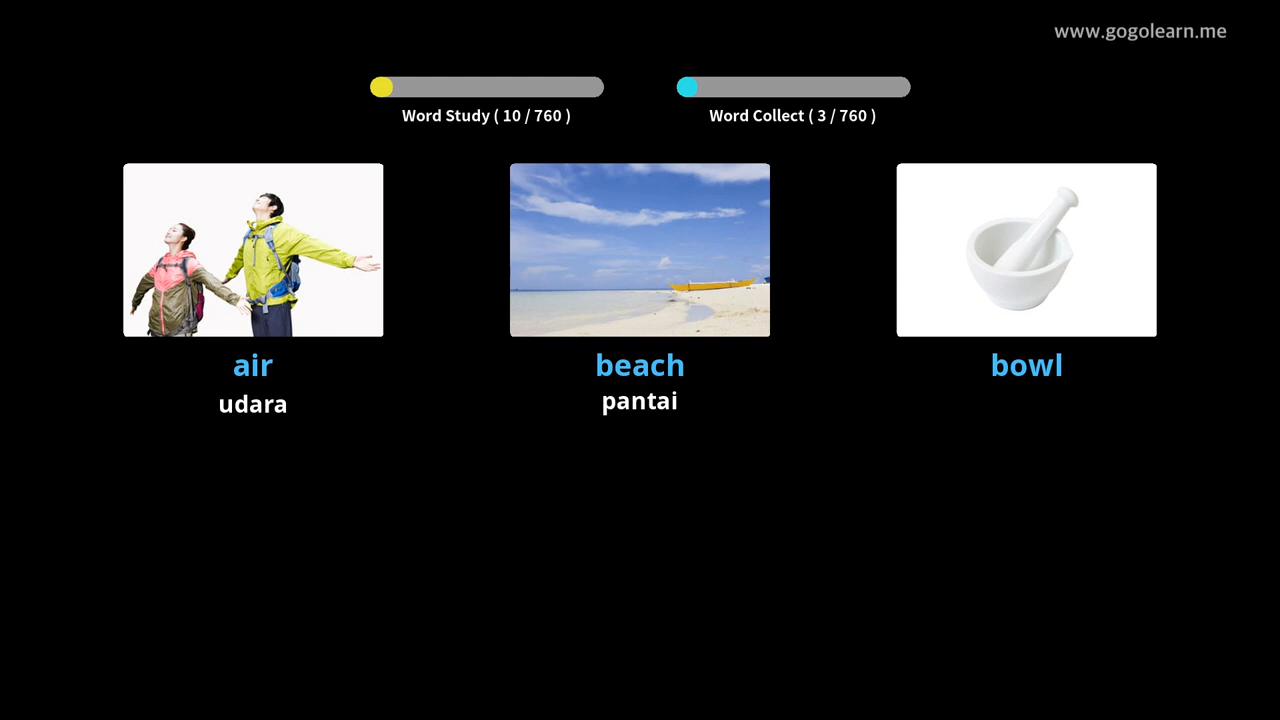 www.gogolearn.me
Word Study ( 10 / 760 )
Word Collect ( 3 / 760 )
air
udara
beach
pantai
bowl